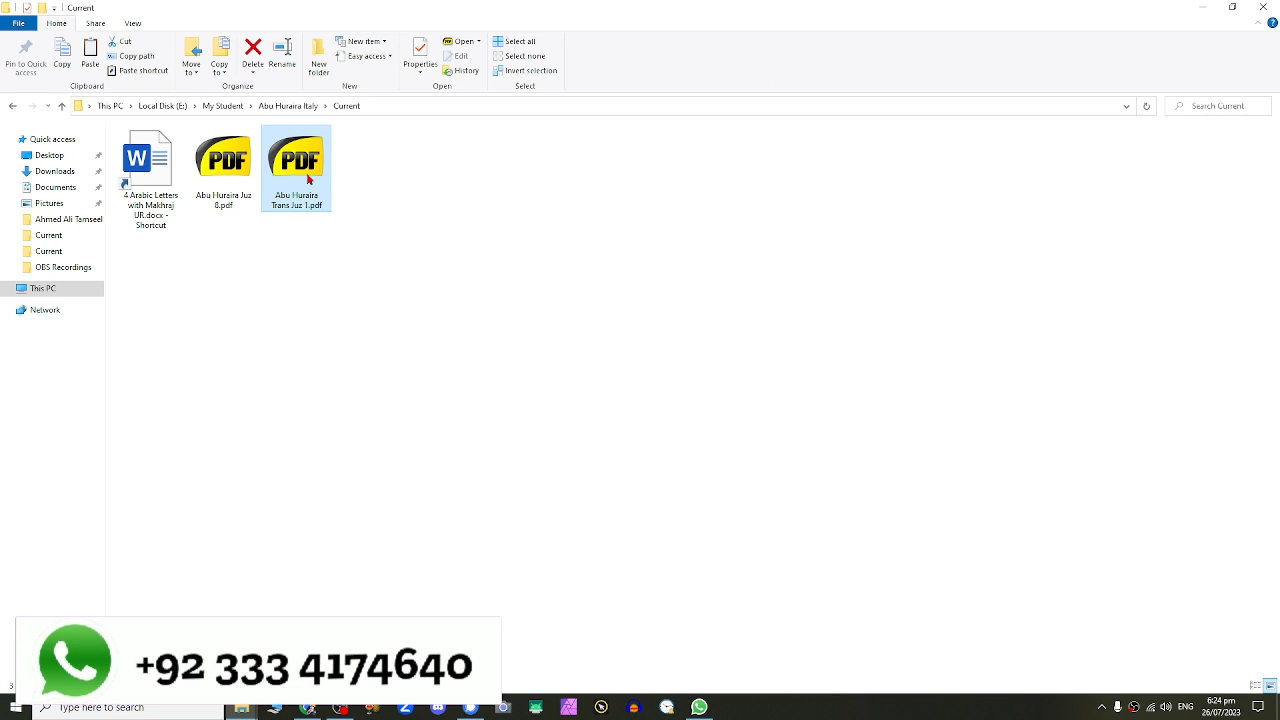 Current
File
Home
Share
View
Pin to Quick access
Copy
Paste
Cut
Copy path
Paste shortcut
Clipboard
Move to
Copy to
Delete
Rename
Organize
New folder
New item
Easy access
New
Properties
Open
Edit
History
Open
Select all
Select none
Invert selection
Select
This PC > Local Disk (E:) > My Student > Abu Huraira Italy > Current
Search Current
Quick access
Desktop
Downloads
Documents
Pictures
Ahmed Ali Tamseel
Current
Current
OBS Recordings
This PC
Network
W
4 Arabic Letters
with Makhraj
UR.docx -
Shortcut
PDF
Abu Huraira Juz
8.pdf
PDF
Abu Huraira
Trans Juz 1.pdf
3
+92 333 4174640
Type here to search
ENG
6:24 pm